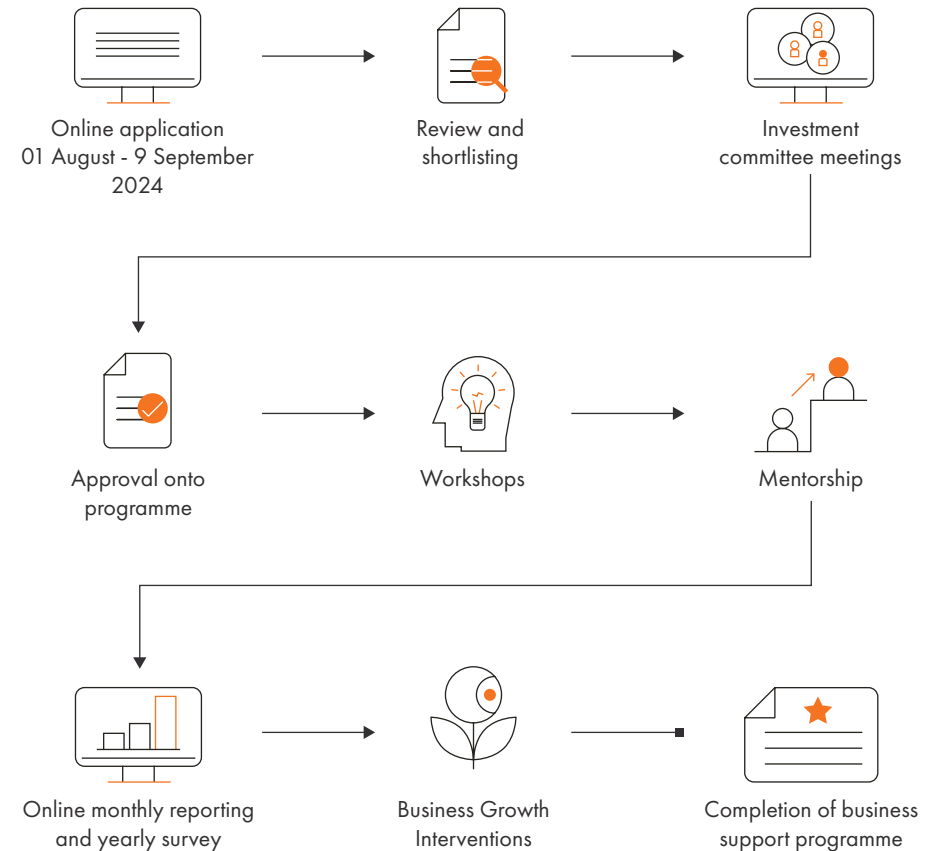 Online application
01 August - 9 September
2024
Review and
shortlisting
Investment
committee meetings
Approval onto
programme
Workshops
Mentorship
Online monthly reporting
and yearly survey
Business Growth
Interventions
Completion of business
support programme